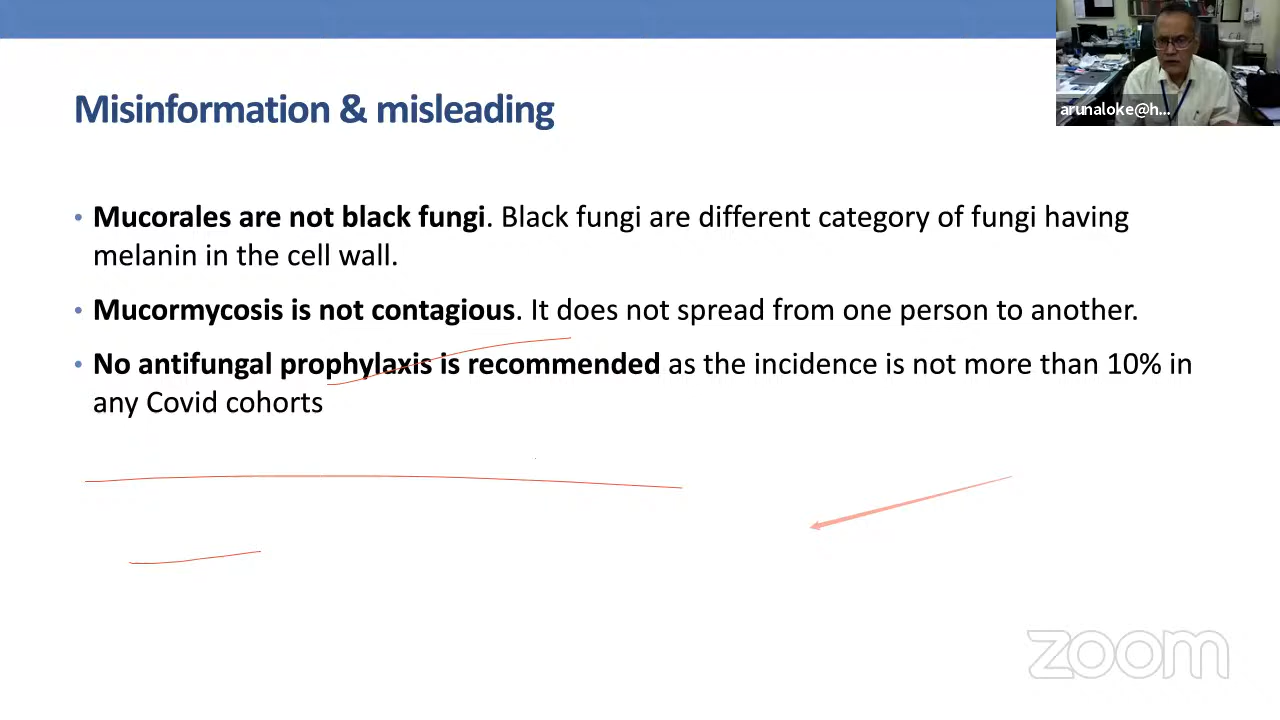 arunaloke@h...
Misinformation & misleading
• Mucorales are not black fungi. Black fungi are different category of fungi having
melanin in the cell wall.
• Mucormycosis is not contagious. It does not spread from one person to another.
• No antifungal prophylaxis is recommended as the incidence is not more than 10% in
any Covid cohorts
zoom